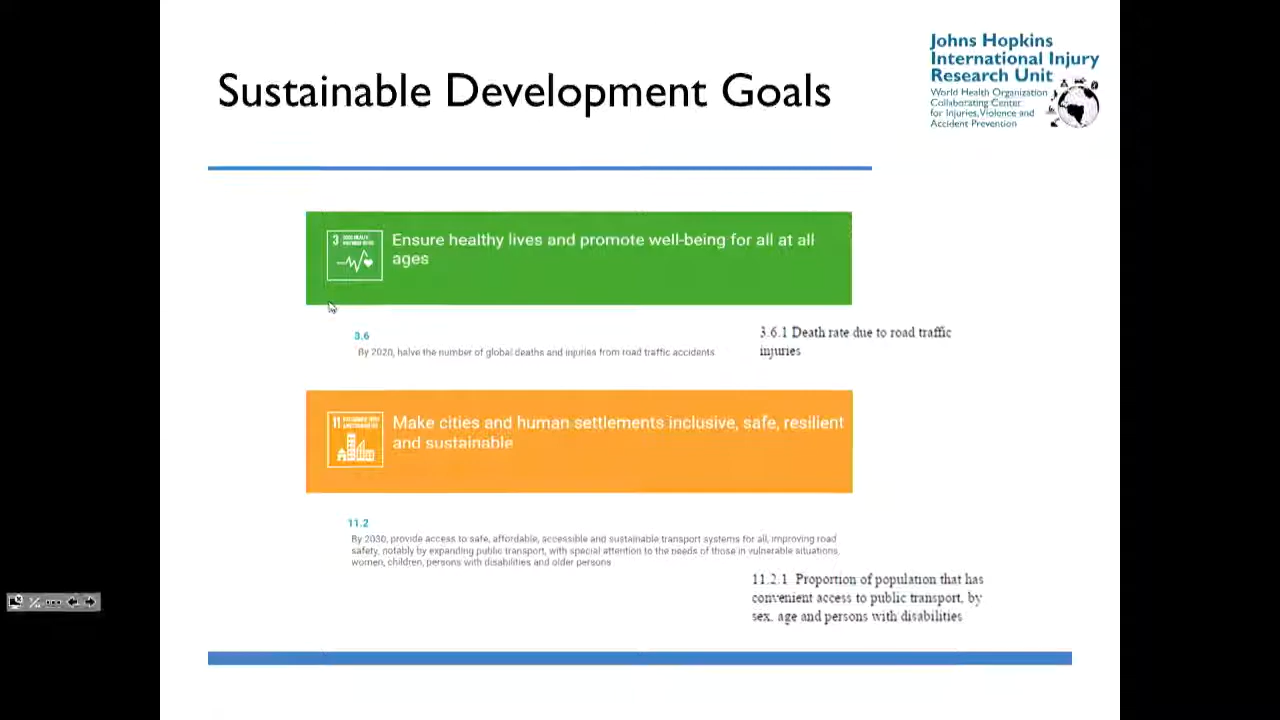 Johns Hopkins
International Injury
Research Unit
World Health Organization
Collaborating Center
for Injuries, Violence and
Accident Prevention
Sustainable Development Goals
3
Ensure healthy lives and promote well-being for all at all
ages
3.6
By 2020, halve the number of global deaths and injuries from road traffic accidents
3.6.1 Death rate due to road traffic
injuries
11
Make cities and human settlements inclusive, safe, resilient
and sustainable
11.2
By 2030, provide access to safe, affordable, accessible and sustainable transport systems for all, improving road
safety, notably by expanding public transport, with special attention to the needs of those in vulnerable situations,
women, children, persons with disabilities and older persons
11.2.1 Proportion of population that has
convenient access to public transport, by
sex, age and persons with disabilities